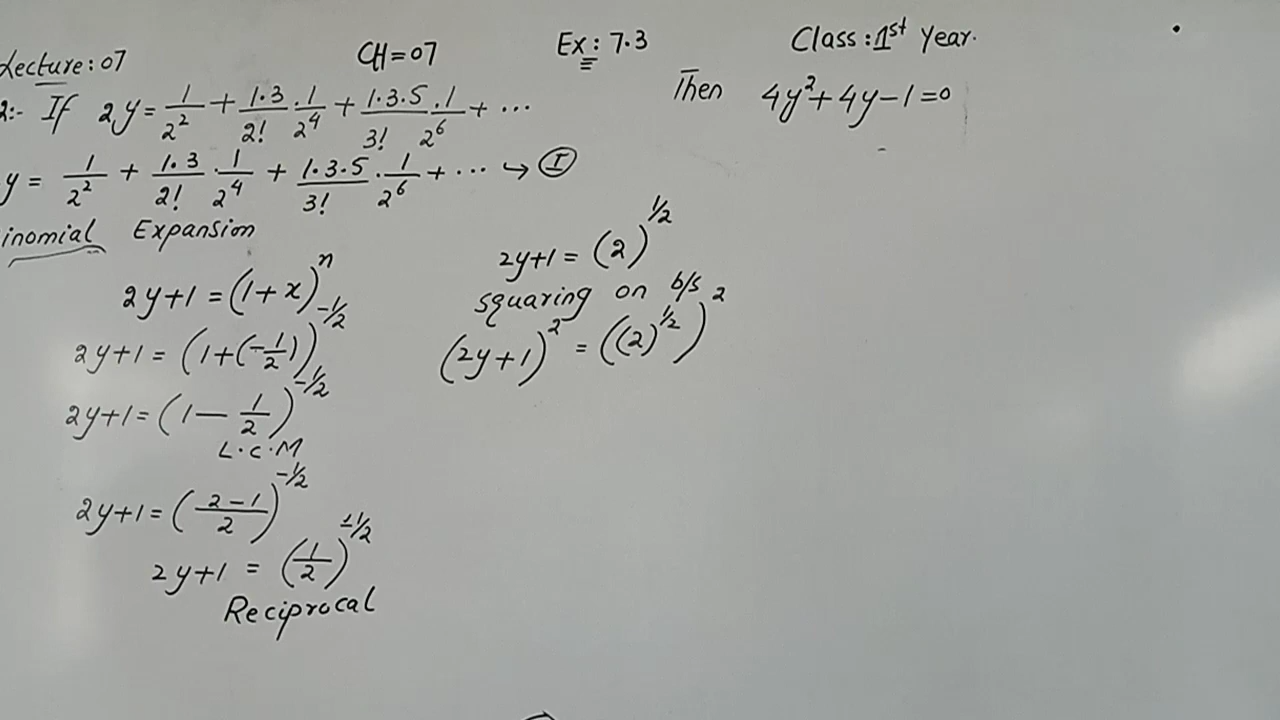 Lecture: 07 CH=07 Ex: 7.3 Class: 1st Year.
2:- If 2y = 1/2² + 1·3/2! · 1/2⁴ + 1·3·5/3! · 1/2⁶ + ... Then 4y²+4y-1=0
y = 1/2² + 1·3/2! · 1/2⁴ + 1·3·5/3! · 1/2⁶ + ... → (I)
inomial Expansion
2y+1 = (1+x)ⁿ
2y+1 = (1+(-1/2))^(-1/2)
2y+1 = (1 - 1/2)^(-1/2)
L.C.M
2y+1 = ((2-1)/2)^(-1/2)
2y+1 = (1/2)^(-1/2)
Reciprocal
2y+1 = (2)^(1/2)
squaring on b/s
(2y+1)² = ((2)^(1/2))²